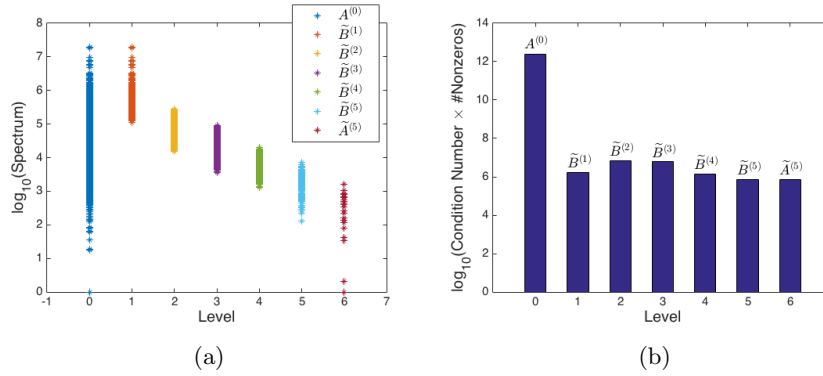 8
7
6
5
4
3
2
1
0
log₁₀(Spectrum)
-1 0 1 2 3 4 5 6 7
Level
A⁽⁰⁾
B̃⁽¹⁾
B̃⁽²⁾
B̃⁽³⁾
B̃⁽⁴⁾
B̃⁽⁵⁾
Ã⁽⁵⁾
(a)
14
12
10
8
6
4
2
0
log₁₀(Condition Number × #Nonzeros)
A⁽⁰⁾
B̃⁽¹⁾
B̃⁽²⁾
B̃⁽³⁾
B̃⁽⁴⁾
B̃⁽⁵⁾
Ã⁽⁵⁾
0 1 2 3 4 5 6
Level
(b)